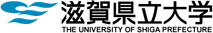 滋賀県立大学
THE UNIVERSITY OF SHIGA PREFECTURE